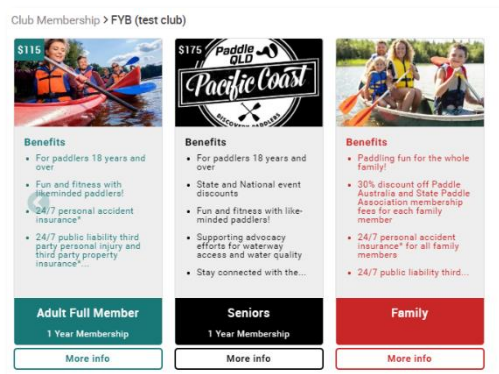 Club Membership > FYB (test club)
$115
Benefits
• For paddlers 18 years and
over
• Fun and fitness with
likeminded paddlers!
• 24/7 personal accident
insurance*
• 24/7 public liability third
party personal injury and
third party property
insurance*...
Adult Full Member
1 Year Membership
More info
$175
Paddle
QLD
Pacific Coast
DISCOVERY PADDLERS
Benefits
• For paddlers 18 years and
over
• State and National event
discounts
• Fun and fitness with like-
minded paddlers!
• Supporting advocacy
efforts for waterway
access and water quality
• Stay connected with the...
Seniors
1 Year Membership
More info
Benefits
• Paddling fun for the whole
family!
• 30% discount off Paddle
Australia and State Paddle
Association membership
fees for each family
member
• 24/7 personal accident
insurance* for all family
members
• 24/7 public liability third...
Family
More info